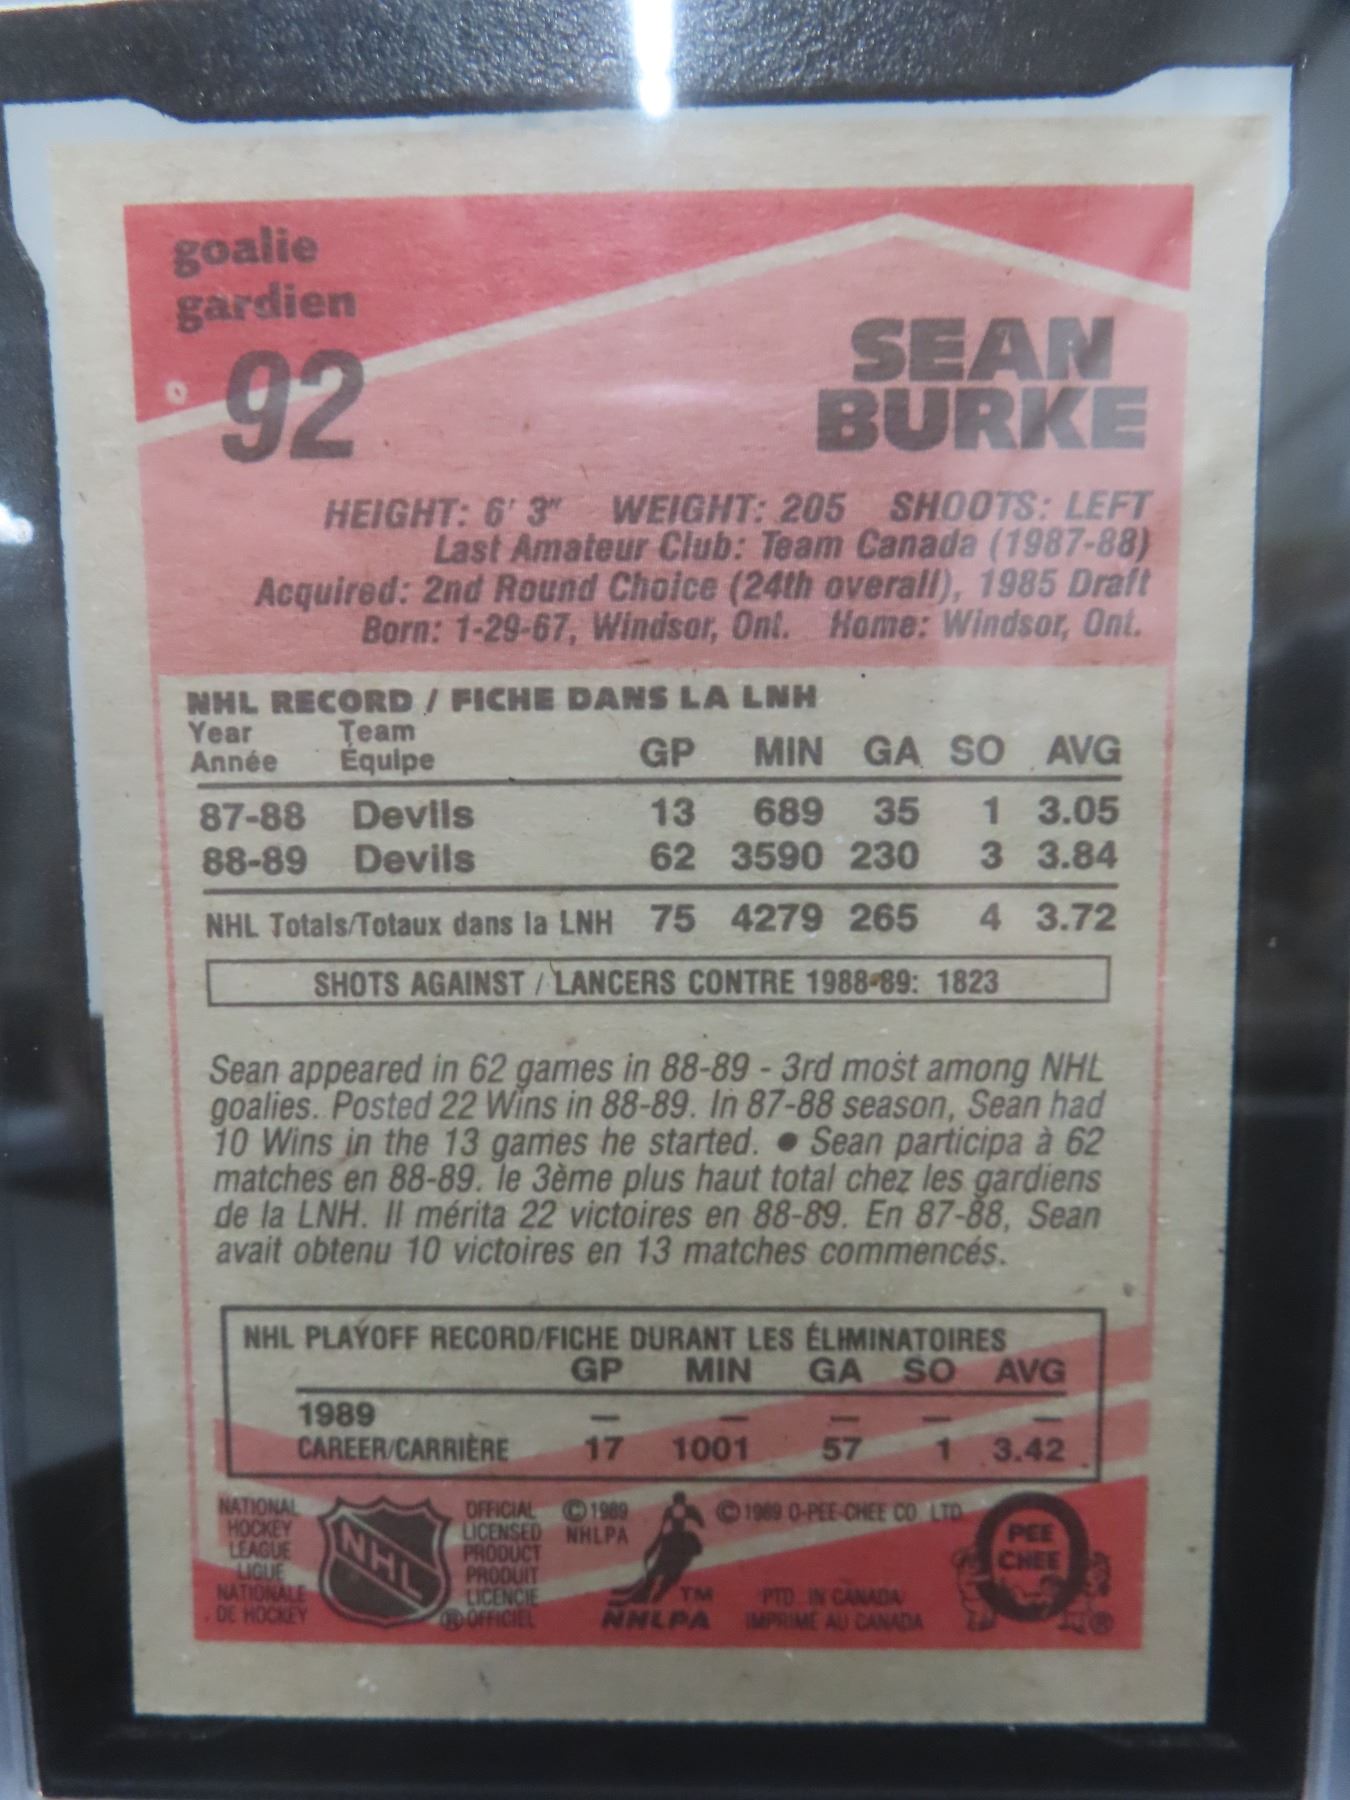 goalie
gardien
92
SEAN
BURKE
HEIGHT: 6' 3" WEIGHT: 205 SHOOTS: LEFT
Last Amateur Club: Team Canada (1987-88)
Acquired: 2nd Round Choice (24th overall), 1985 Draft
Born: 1-29-67, Windsor, Ont. Home: Windsor, Ont.
NHL RECORD / FICHE DANS LA LNH
Year Team
Année Équipe GP MIN GA SO AVG
87-88 Devils 13 689 35 1 3.05
88-89 Devils 62 3590 230 3 3.84
NHL Totals/Totaux dans la LNH 75 4279 265 4 3.72
SHOTS AGAINST / LANCERS CONTRE 1988-89: 1823
Sean appeared in 62 games in 88-89 - 3rd most among NHL
goalies. Posted 22 Wins in 88-89. In 87-88 season, Sean had
10 Wins in the 13 games he started. ● Sean participa à 62
matches en 88-89. le 3ème plus haut total chez les gardiens
de la LNH. Il mérita 22 victoires en 88-89. En 87-88, Sean
avait obtenu 10 victoires en 13 matches commencés.
NHL PLAYOFF RECORD/FICHE DURANT LES ÉLIMINATOIRES
GP MIN GA SO AVG
1989 — — — — —
CAREER/CARRIÈRE 17 1001 57 1 3.42
NATIONAL
HOCKEY
LEAGUE
LIGUE
NATIONALE
DE HOCKEY
NHL
OFFICIAL
LICENSED
PRODUCT
PRODUIT
LICENCIE
® OFFICIEL
© 1989
NHLPA
TM
NHLPA
© 1989 O-PEE-CHEE CO LTD
PTD IN CANADA
IMPRIMÉ AU CANADA
O
PEE
CHEE
®